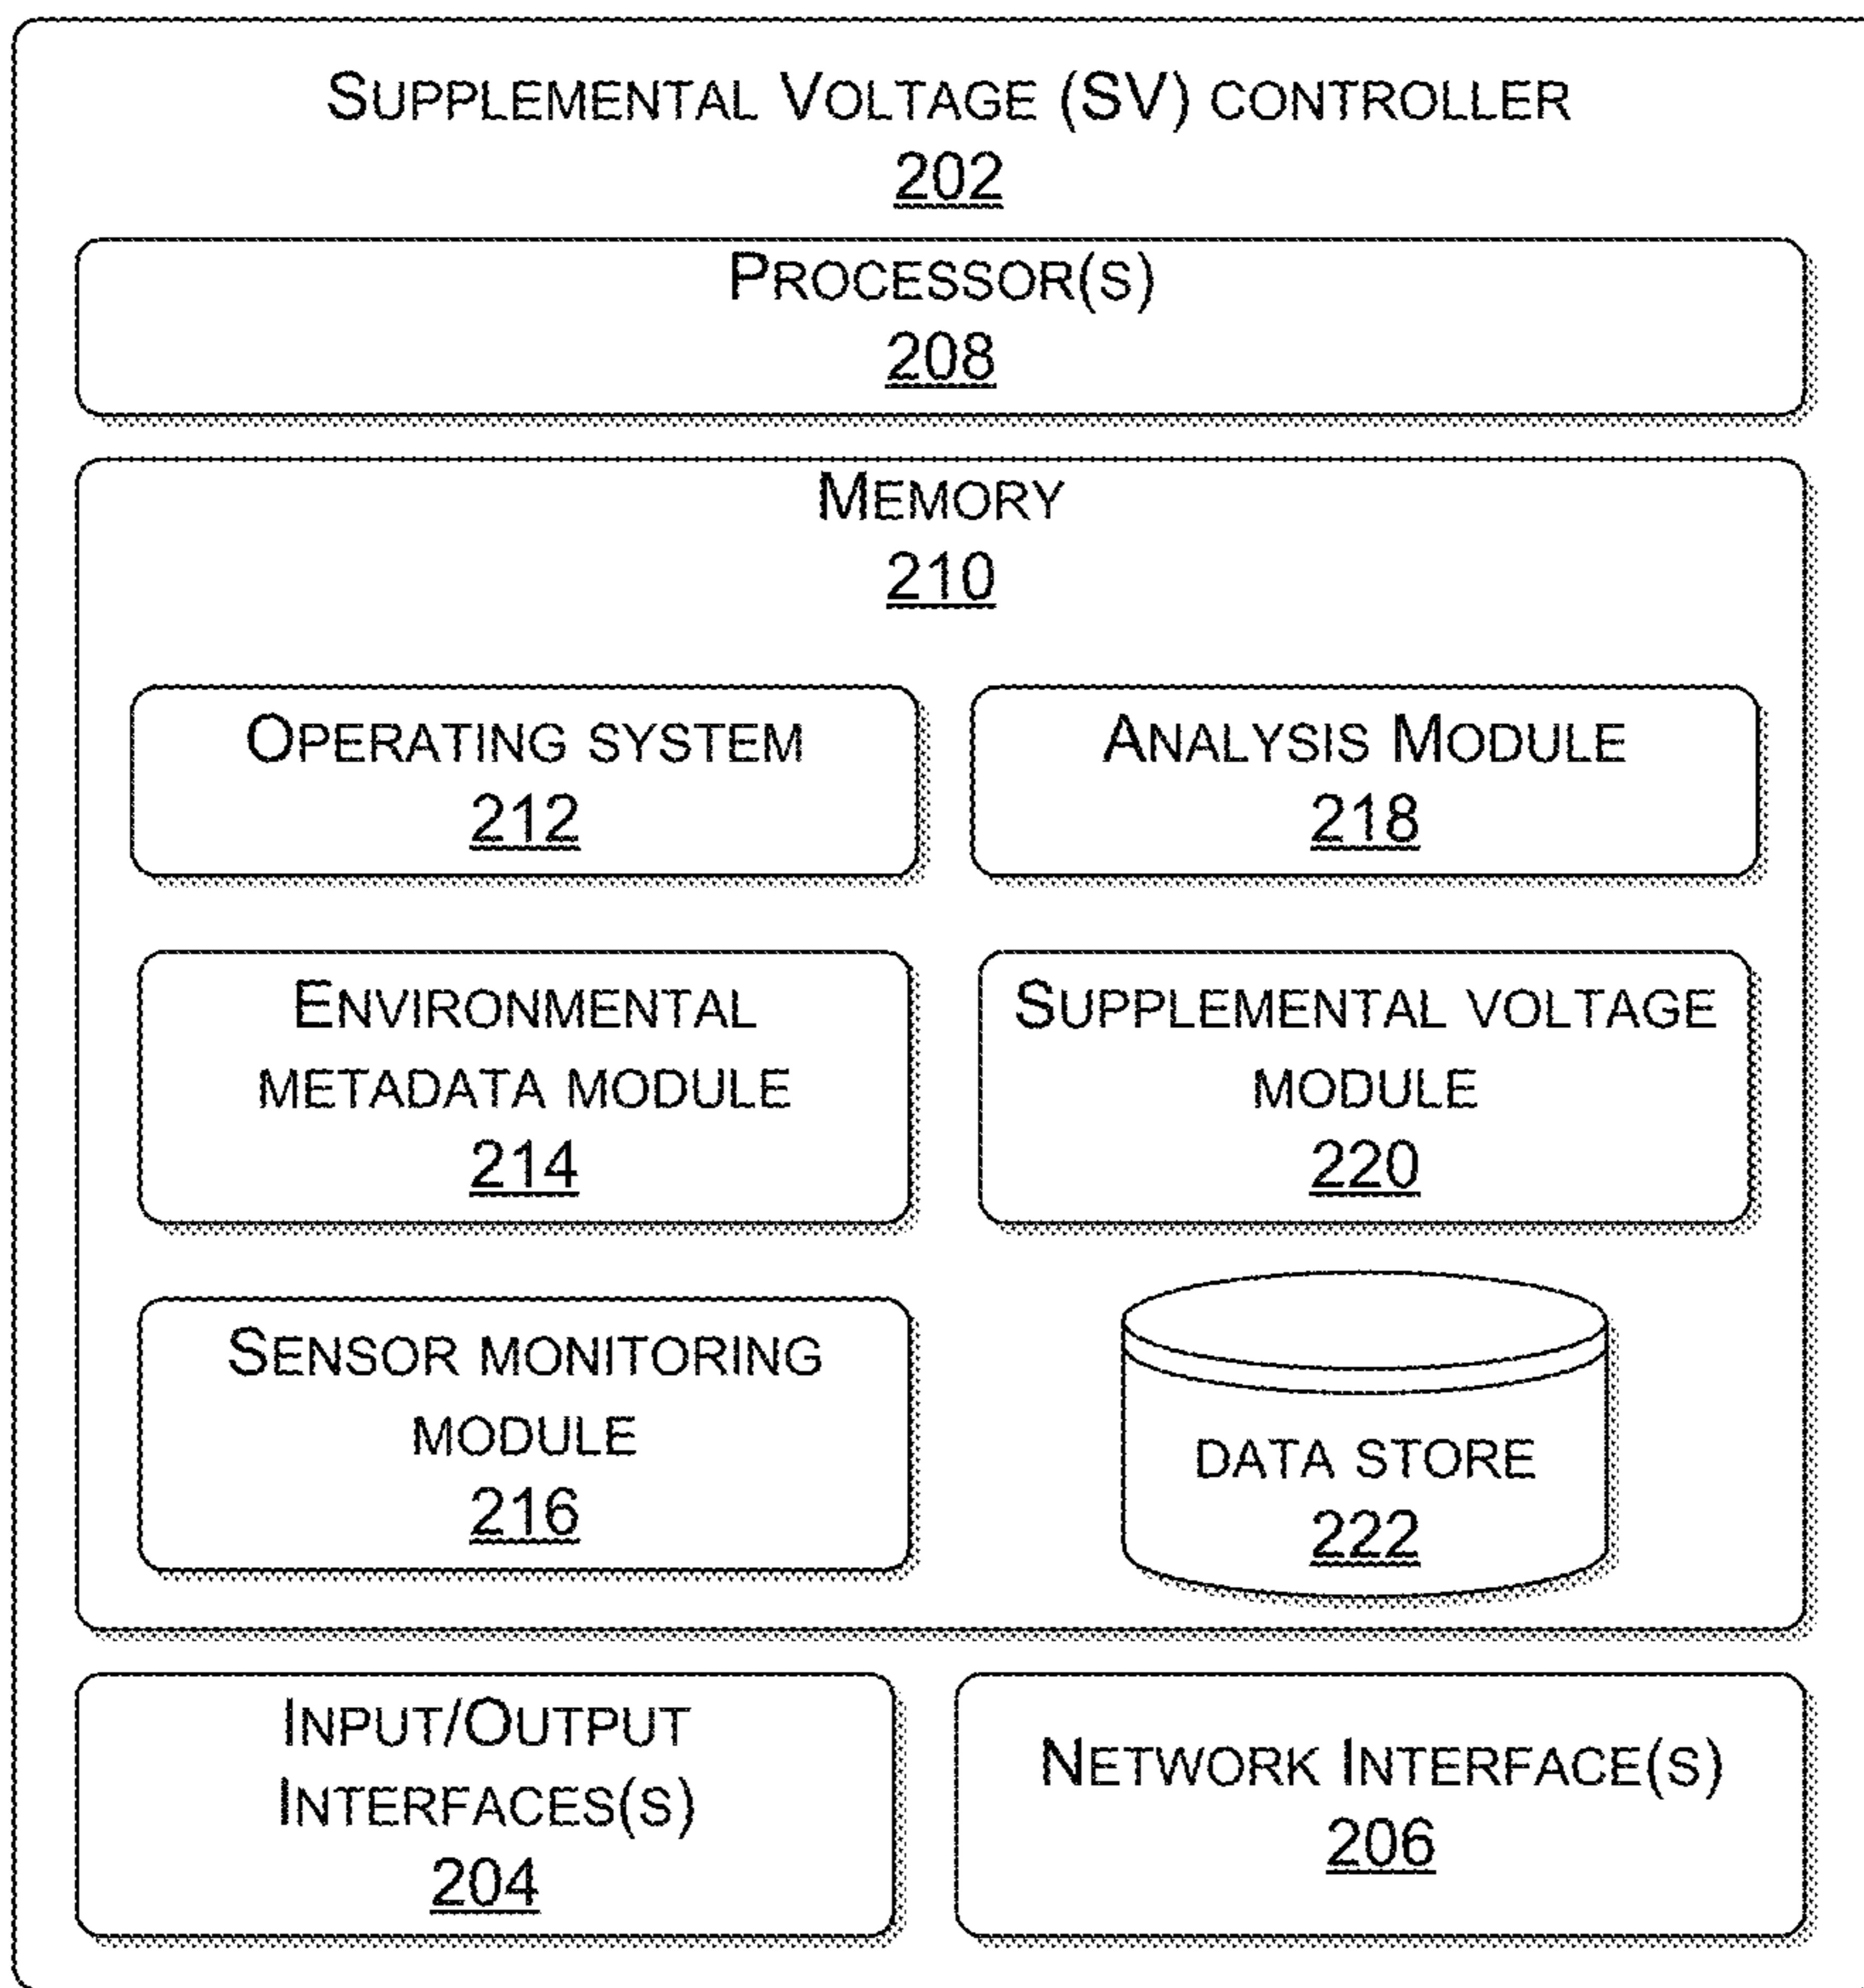 SUPPLEMENTAL VOLTAGE (SV) CONTROLLER
202
PROCESSOR(S)
208
MEMORY
210
OPERATING SYSTEM
212
ANALYSIS MODULE
218
ENVIRONMENTAL
METADATA MODULE
214
SUPPLEMENTAL VOLTAGE
MODULE
220
SENSOR MONITORING
MODULE
216
DATA STORE
222
INPUT/OUTPUT
INTERFACES(S)
204
NETWORK INTERFACE(S)
206